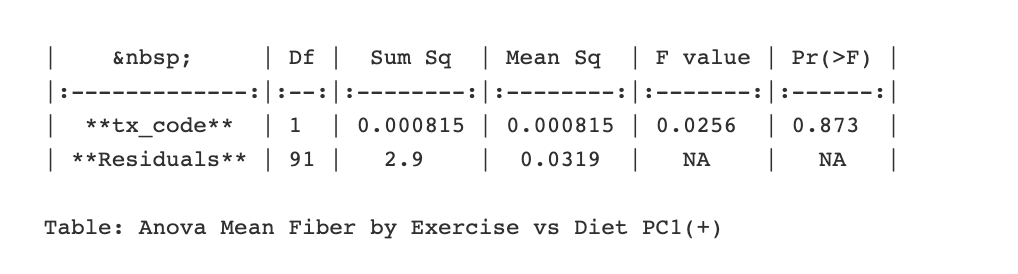 |    &nbsp;     | Df |  Sum Sq  | Mean Sq  | F value | Pr(>F) |
|:-------------:|:--:|:--------:|:--------:|:-------:|:------:|
|  **tx_code**  | 1  | 0.000815 | 0.000815 | 0.0256  | 0.873  |
| **Residuals** | 91 |   2.9    |  0.0319  |   NA    |   NA   |
Table: Anova Mean Fiber by Exercise vs Diet PC1(+)